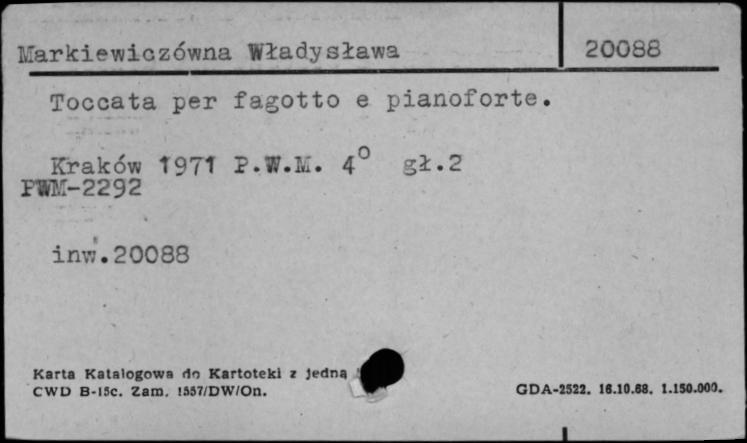 Markiewiczówna Władysława 20088
Toccata per fagotto e pianoforte.
Kraków 1971 P.W.M. 4° gł.2
PWM-2292
inw.20088
Karta Katalogowa do Kartoteki z jedną
CWD B-15c. Zam. 1557/DW/On. GDA-2522. 16.10.68. 1.150.000.